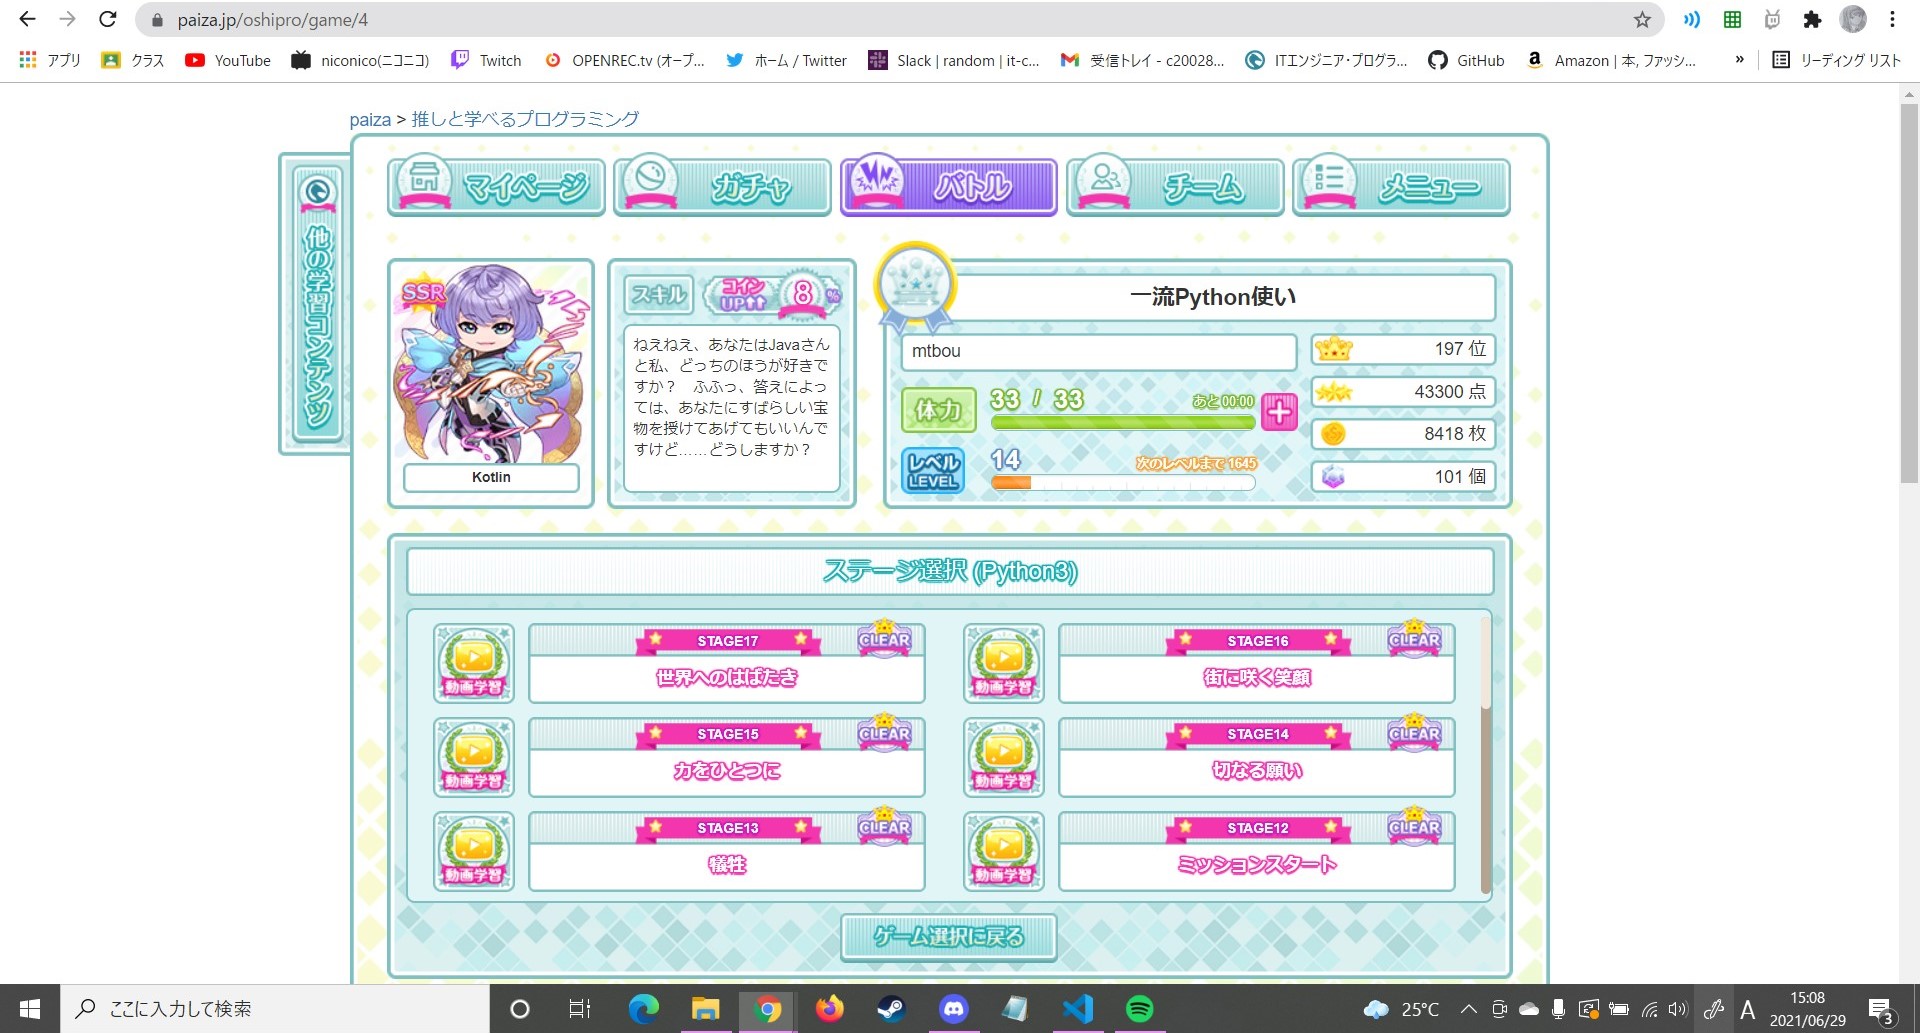 paiza.jp/oshipro/game/4
アプリ
クラス
YouTube
niconico(ニコニコ)
Twitch
OPENREC.tv (オープ...
ホーム / Twitter
Slack | random | it-c...
受信トレイ - c20028...
ITエンジニア・プログラ...
GitHub
Amazon | 本, ファッシ...
»
リーディング リスト
paiza > 推しと学べるプログラミング
他の学習コンテンツ
マイページ
ガチャ
バトル
チーム
メニュー
SSR
Kotlin
スキル
コイン
UP↑↑
8%
ねえねえ、あなたはJavaさん
と私、どっちのほうが好きで
すか？　ふふっ、答えによっ
ては、あなたにすばらしい宝
物を授けてあげてもいいんで
すけど……どうしますか？
一流Python使い
mtbou
197 位
体力
33 / 33
あと00:00
43300 点
8418 枚
レベル
LEVEL
14
次のレベルまで 1645
101 個
ステージ選択 (Python3)
動画学習
STAGE17
CLEAR
世界へのはばたき
動画学習
STAGE16
CLEAR
街に咲く笑顔
動画学習
STAGE15
CLEAR
力をひとつに
動画学習
STAGE14
CLEAR
切なる願い
動画学習
STAGE13
CLEAR
犠牲
動画学習
STAGE12
CLEAR
ミッションスタート
ゲーム選択に戻る
ここに入力して検索
25°C
A
15:08
2021/06/29
3